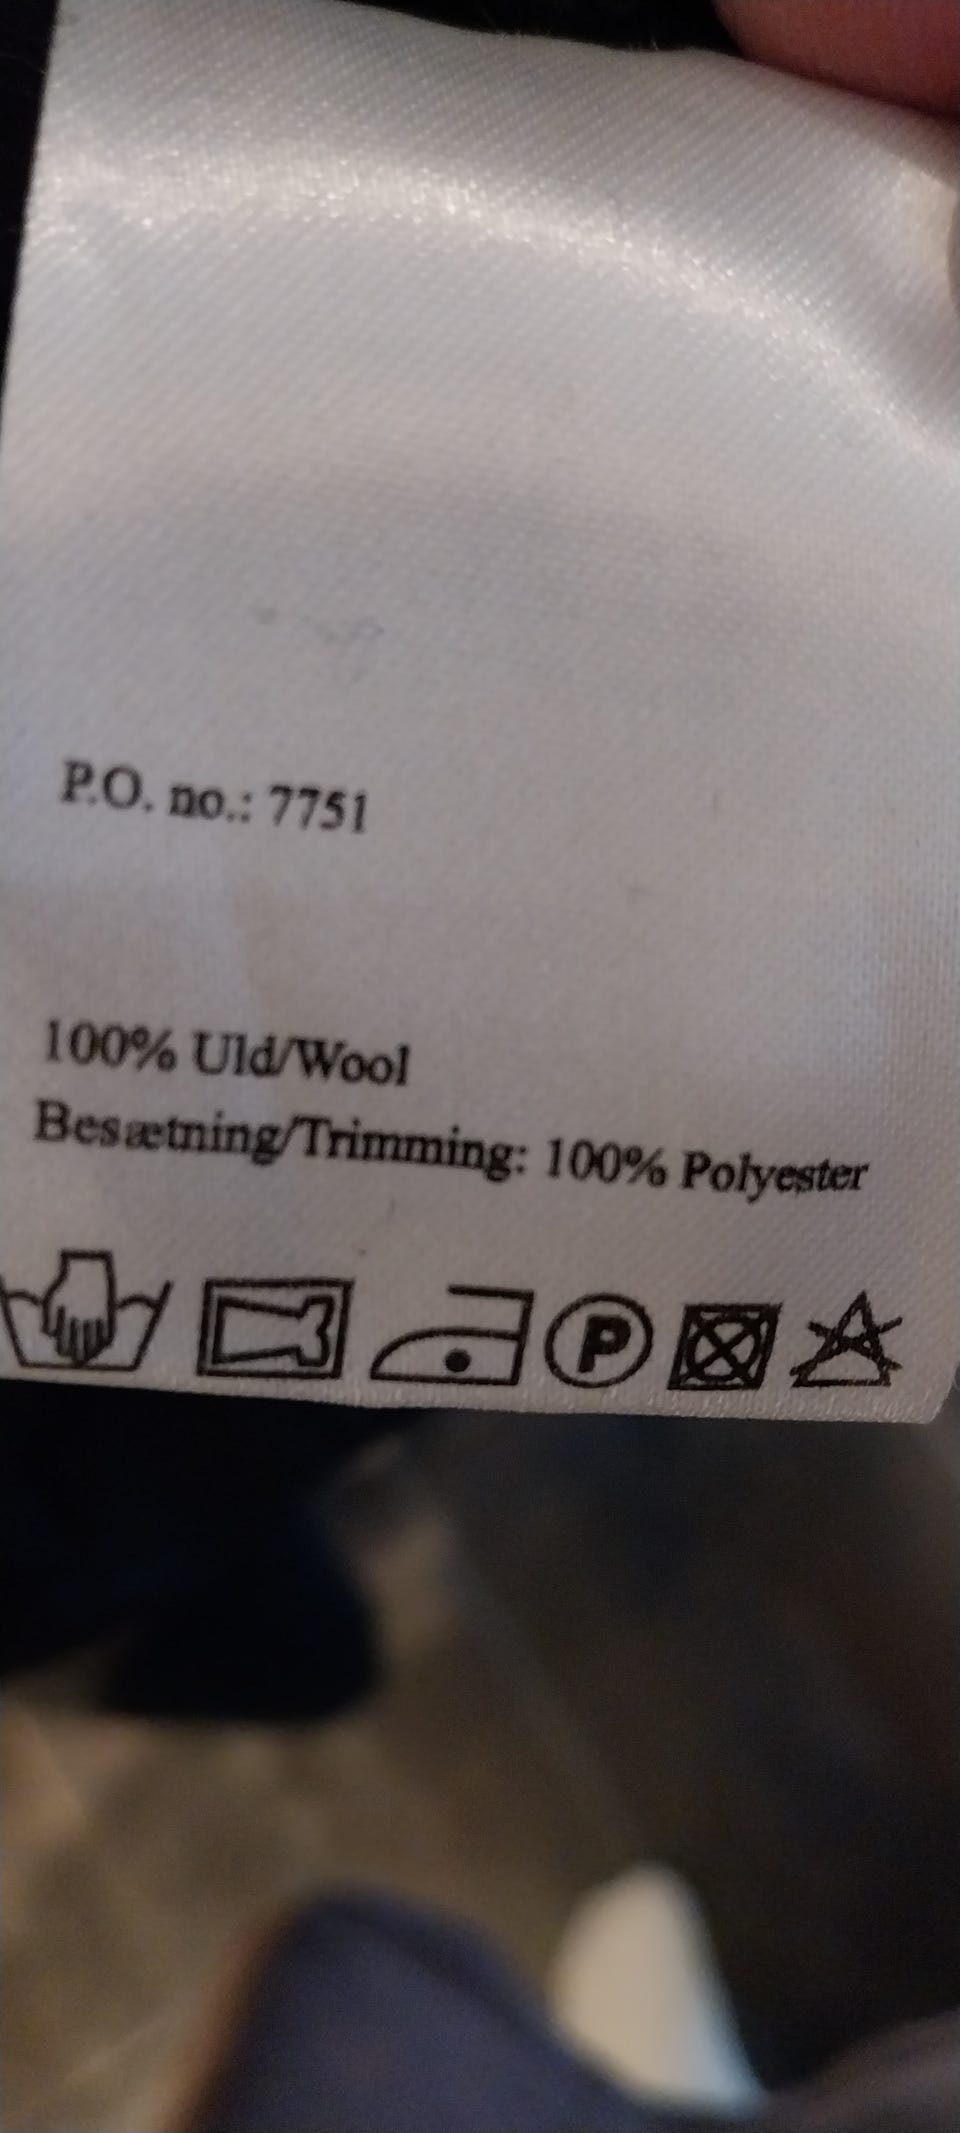 P.O. no.: 7751
100% Uld/Wool
Besætning/Trimming: 100% Polyester
P
A